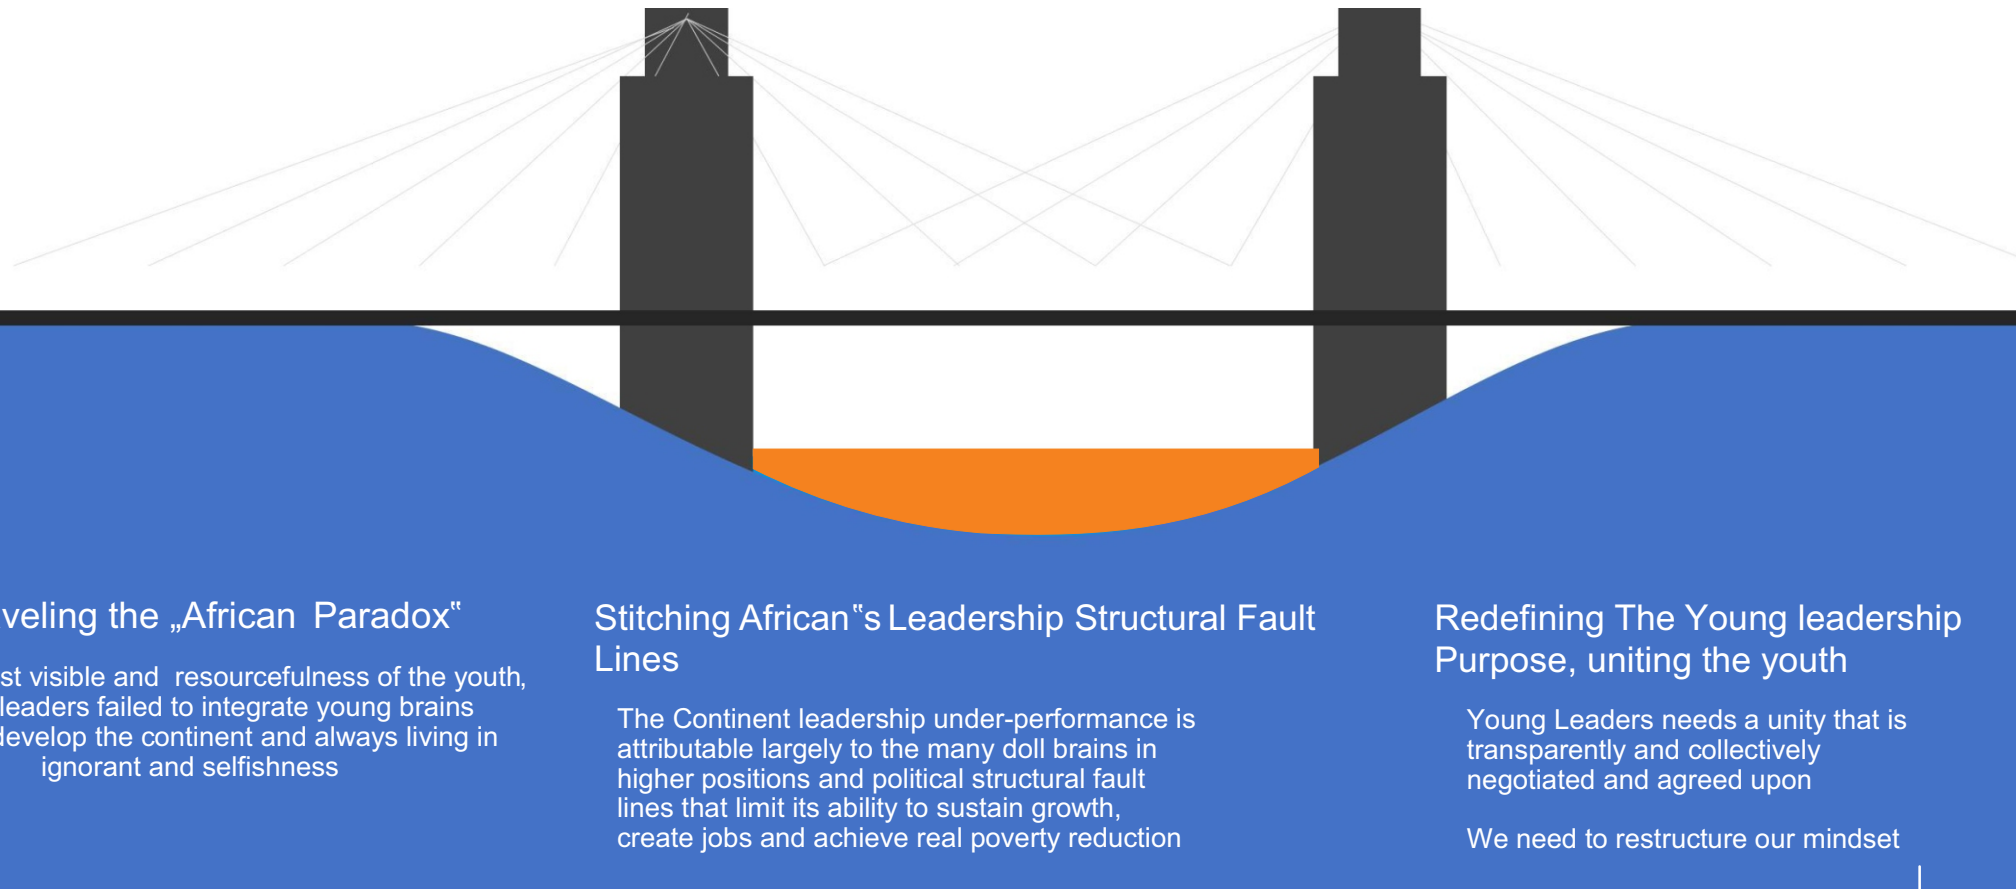 veling the „African Paradox‟
st visible and resourcefulness of the youth,
leaders failed to integrate young brains
develop the continent and always living in
ignorant and selfishness
Stitching African‟s Leadership Structural Fault
Lines
The Continent leadership under-performance is
attributable largely to the many doll brains in
higher positions and political structural fault
lines that limit its ability to sustain growth,
create jobs and achieve real poverty reduction
Redefining The Young leadership
Purpose, uniting the youth
Young Leaders needs a unity that is
transparently and collectively
negotiated and agreed upon
We need to restructure our mindset